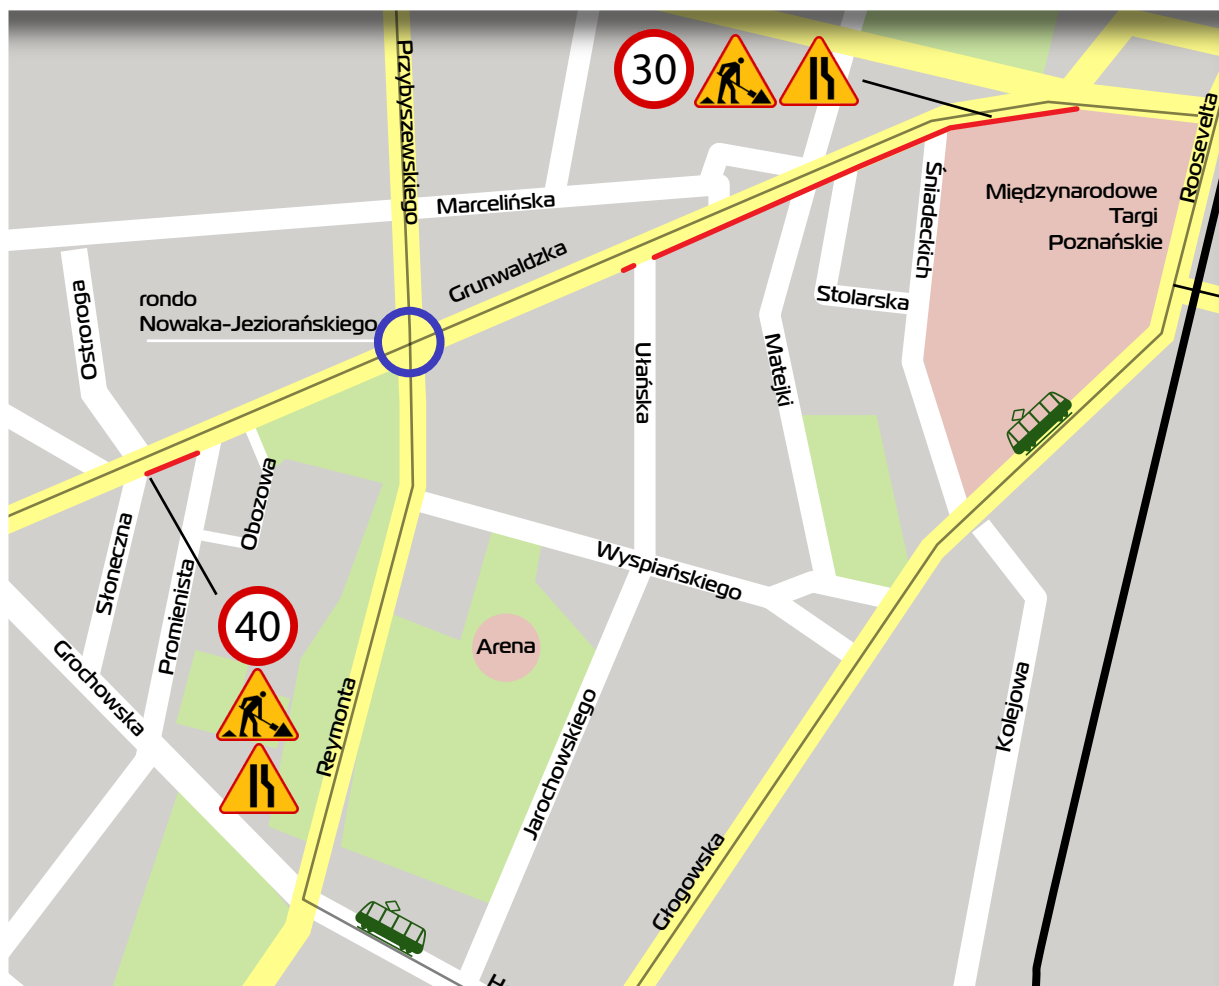 Przybyszewskiego
30
Roosevelta
Śniadeckich
Międzynarodowe
Targi
Poznańskie
Marcelińska
Grunwaldzka
Ostroroga
rondo
Nowaka-Jeziorańskiego
Stolarska
Ułańska
Matejki
Obozowa
Słoneczna
Promienista
Wyspiańskiego
40
Arena
Grochowska
Reymonta
Jarochowskiego
Kolejowa
Głogowska
H